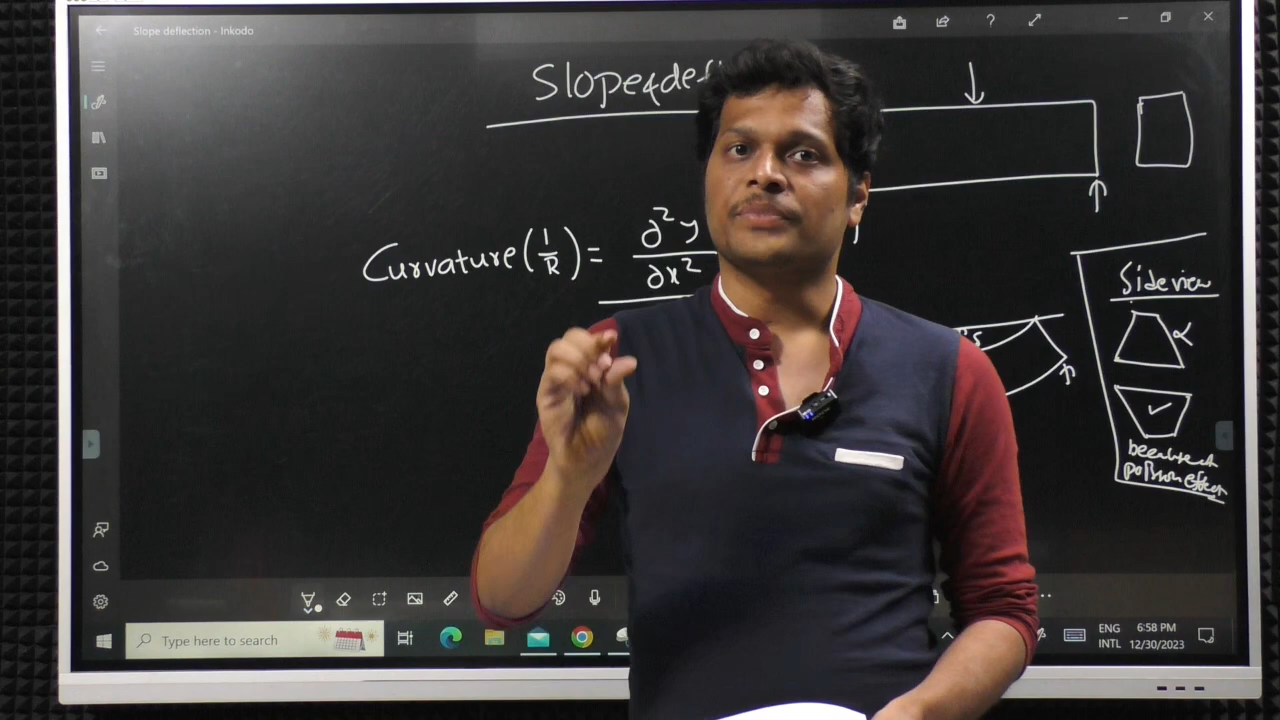 Slope deflection - Inkodo
Slope & def
Curvature (1/R) = ∂²y
∂x²
Side view
because
poisson effect
Type here to search
ENG
INTL
6:58 PM
12/30/2023